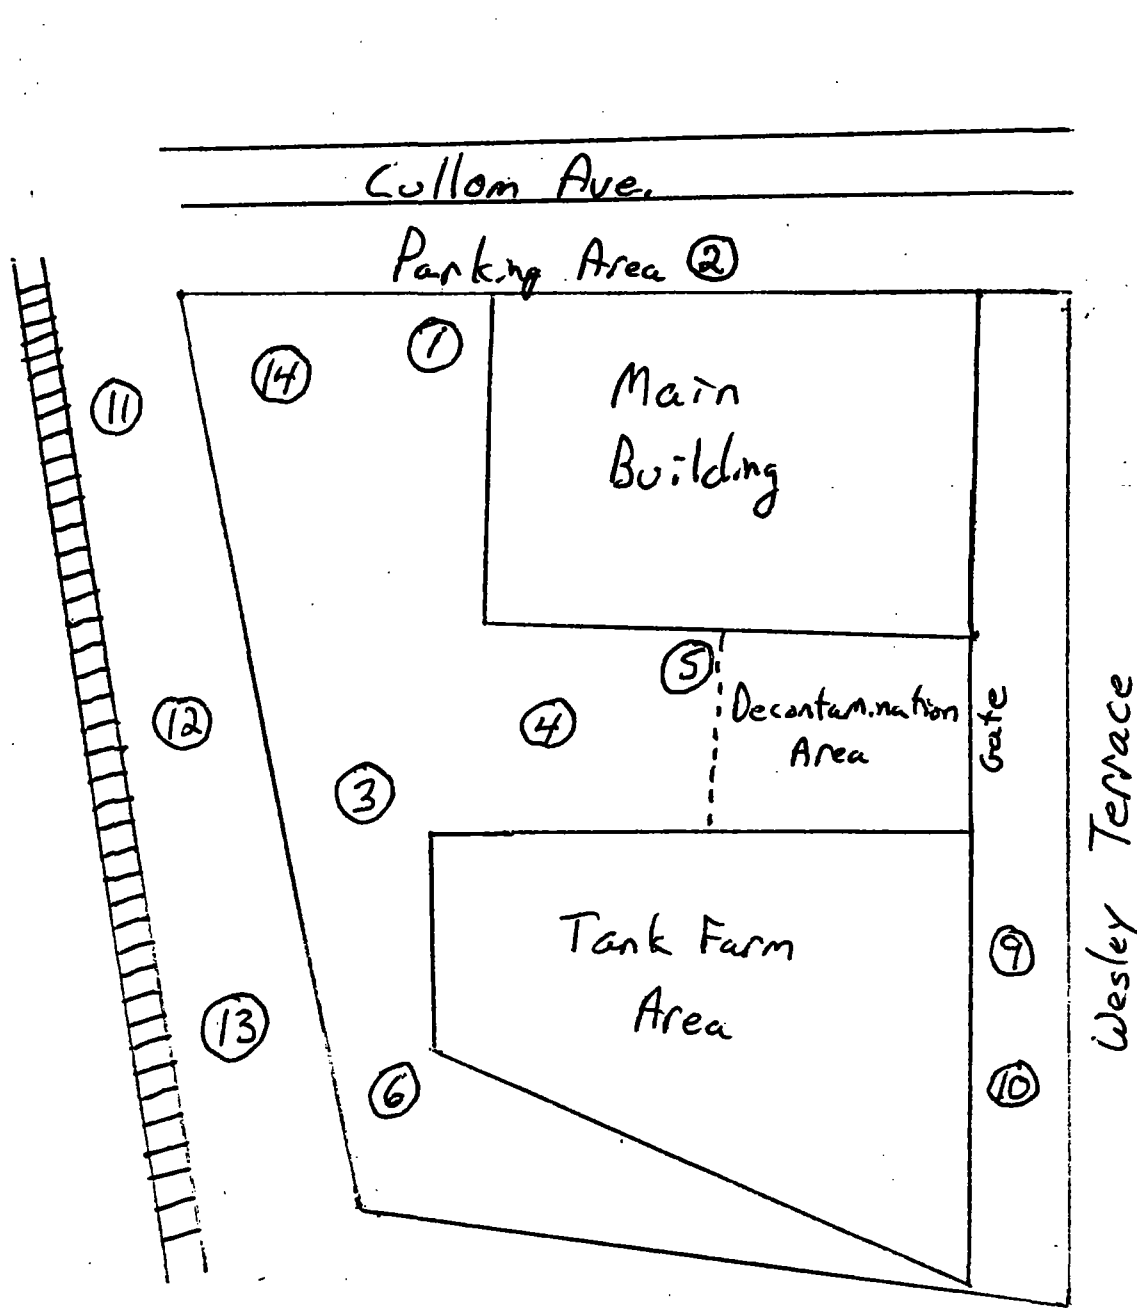 Cullom Ave.
Parking Area 2
1
14
11
Main
Building
5
Decontamination
Area
Gate
4
12
3
Wesley Terrace
Tank Farm
Area
9
13
6
10